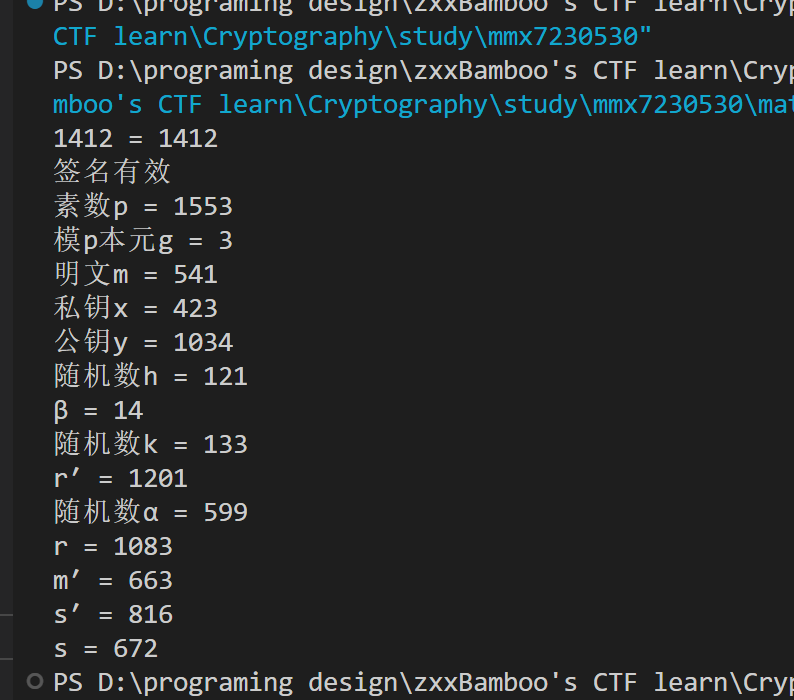 PS D:\programing design\zxxBamboo's CTF learn\Cryp
CTF learn\Cryptography\study\mmx7230530"
PS D:\programing design\zxxBamboo's CTF learn\Cryp
mboo's CTF learn\Cryptography\study\mmx7230530\mat
1412 = 1412
签名有效
素数p = 1553
模p本元g = 3
明文m = 541
私钥x = 423
公钥y = 1034
随机数h = 121
β = 14
随机数k = 133
r’ = 1201
随机数α = 599
r = 1083
m’ = 663
s’ = 816
s = 672
PS D:\programing design\zxxBamboo's CTF learn\Cryp